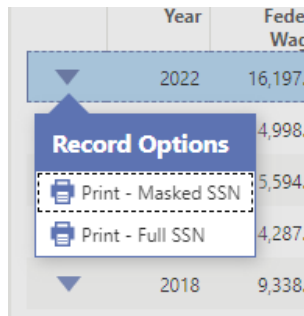 Year Fede
Wag
2022 16,197.
Record Options 4,998.
Print - Masked SSN 5,594.
Print - Full SSN 4,287.
2018 9,338.